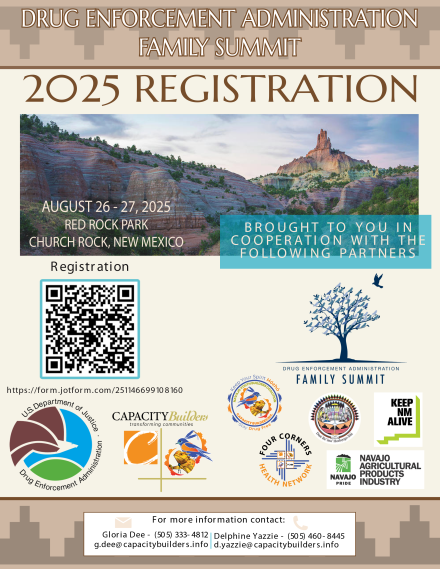 DRUG ENFORCEMENT ADMINISTRATION
FAMILY SUMMIT
2025 REGISTRATION
AUGUST 26 - 27, 2025
RED ROCK PARK
CHURCH ROCK, NEW MEXICO
BROUGHT TO YOU IN
COOPERATION WITH THE
FOLLOWING PARTNERS
Registration
https://form.jotform.com/251146699108160
DRUG ENFORCEMENT ADMINISTRATION
FAMILY SUMMIT
U.S. Department of Justice
Drug Enforcement Administration
CAPACITY Builders
transforming communities
Keep Your Spirit
FOUR CORNERS
HEALTH NETWORK
KEEP
NM
ALIVE
NAVAJO
PRIDE
NAVAJO
AGRICULTURAL
PRODUCTS
INDUSTRY
For more information contact:
Gloria Dee - (505) 333- 4812
g.dee@capacitybuilders.info
Delphine Yazzie - (505) 460- 8445
d.yazzie@capacitybuilders.info